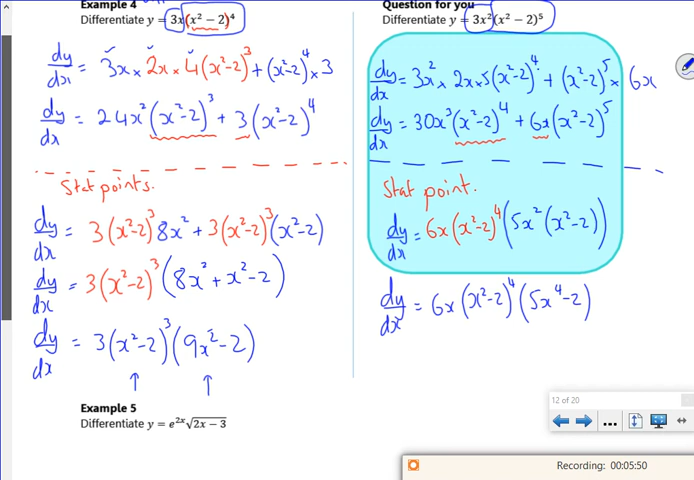 Example 4
Differentiate y = 3x(x² − 2)⁴
dy/dx = 3x × 2x × 4(x²−2)³ + (x²−2)⁴ × 3
dy/dx = 24x²(x²−2)³ + 3(x²−2)⁴
Stat points.
dy/dx = 3(x²−2)³8x² + 3(x²−2)³(x²−2)
dy/dx = 3(x²−2)³(8x² + x²−2)
dy/dx = 3(x²−2)³(9x²−2)
↑ ↑
Example 5
Differentiate y = e²ˣ√(2x − 3)
Question for you
Differentiate y = 3x²(x² − 2)⁵
dy/dx = 3x² × 2x × 5(x²−2)⁴ + (x²−2)⁵ × 6x
dy/dx = 30x³(x²−2)⁴ + 6x(x²−2)⁵
Stat point.
dy/dx = 6x(x²−2)⁴(5x²(x²−2))
dy/dx = 6x(x²−2)⁴(5x⁴−2)
12 of 20
...
Recording: 00:05:50